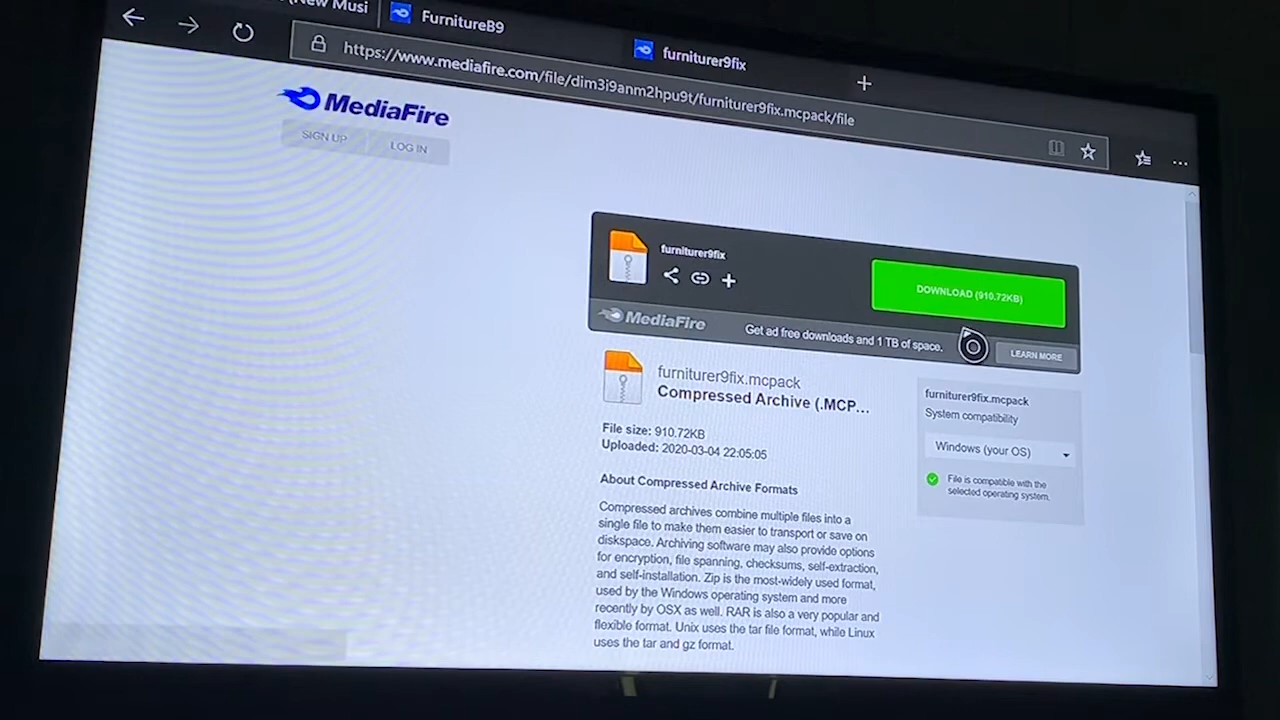 (New Musi
FurnitureB9
furniturer9fix
https://www.mediafire.com/file/dim3i9anm2hpu9t/furniturer9fix.mcpack/file
MediaFire
SIGN UP
LOG IN
furniturer9fix
DOWNLOAD (910.72KB)
MediaFire
Get ad free downloads and 1 TB of space.
LEARN MORE
furniturer9fix.mcpack
Compressed Archive (.MCP...
File size: 910.72KB
Uploaded: 2020-03-04 22:05:05
About Compressed Archive Formats
Compressed archives combine multiple files into a
single file to make them easier to transport or save on
diskspace. Archiving software may also provide options
for encryption, file spanning, checksums, self-extraction,
and self-installation. Zip is the most-widely used format,
used by the Windows operating system and more
recently by OSX as well. RAR is also a very popular and
flexible format. Unix uses the tar file format, while Linux
uses the tar and gz format.
furniturer9fix.mcpack
System compatibility
Windows (your OS)
File is compatible with the
selected operating system.